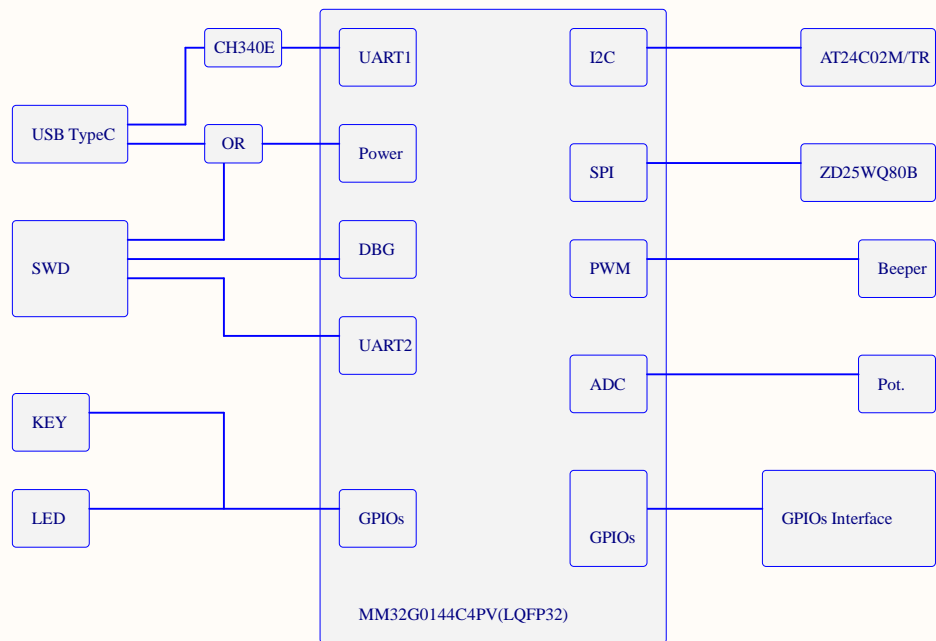 CH340E
UART1
I2C
AT24C02M/TR
USB TypeC
OR
Power
SPI
ZD25WQ80B
SWD
DBG
PWM
Beeper
UART2
ADC
Pot.
KEY
LED
GPIOs
GPIOs
GPIOs Interface
MM32G0144C4PV(LQFP32)